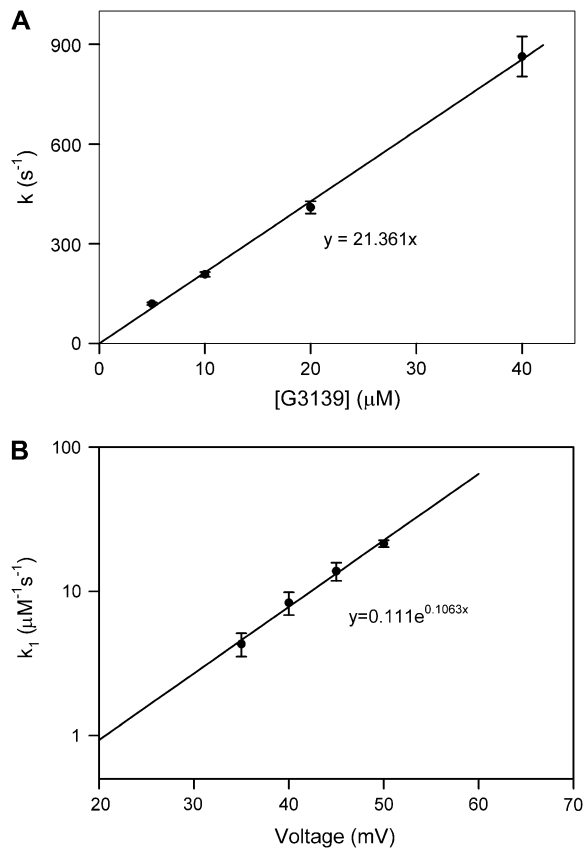 A
900
600
300
0
k (s⁻¹)
y = 21.361x
0 10 20 30 40
[G3139] (μM)
B
100
10
1
k₁ (μM⁻¹s⁻¹)
y=0.111e⁰·¹⁰⁶³ˣ
20 30 40 50 60 70
Voltage (mV)